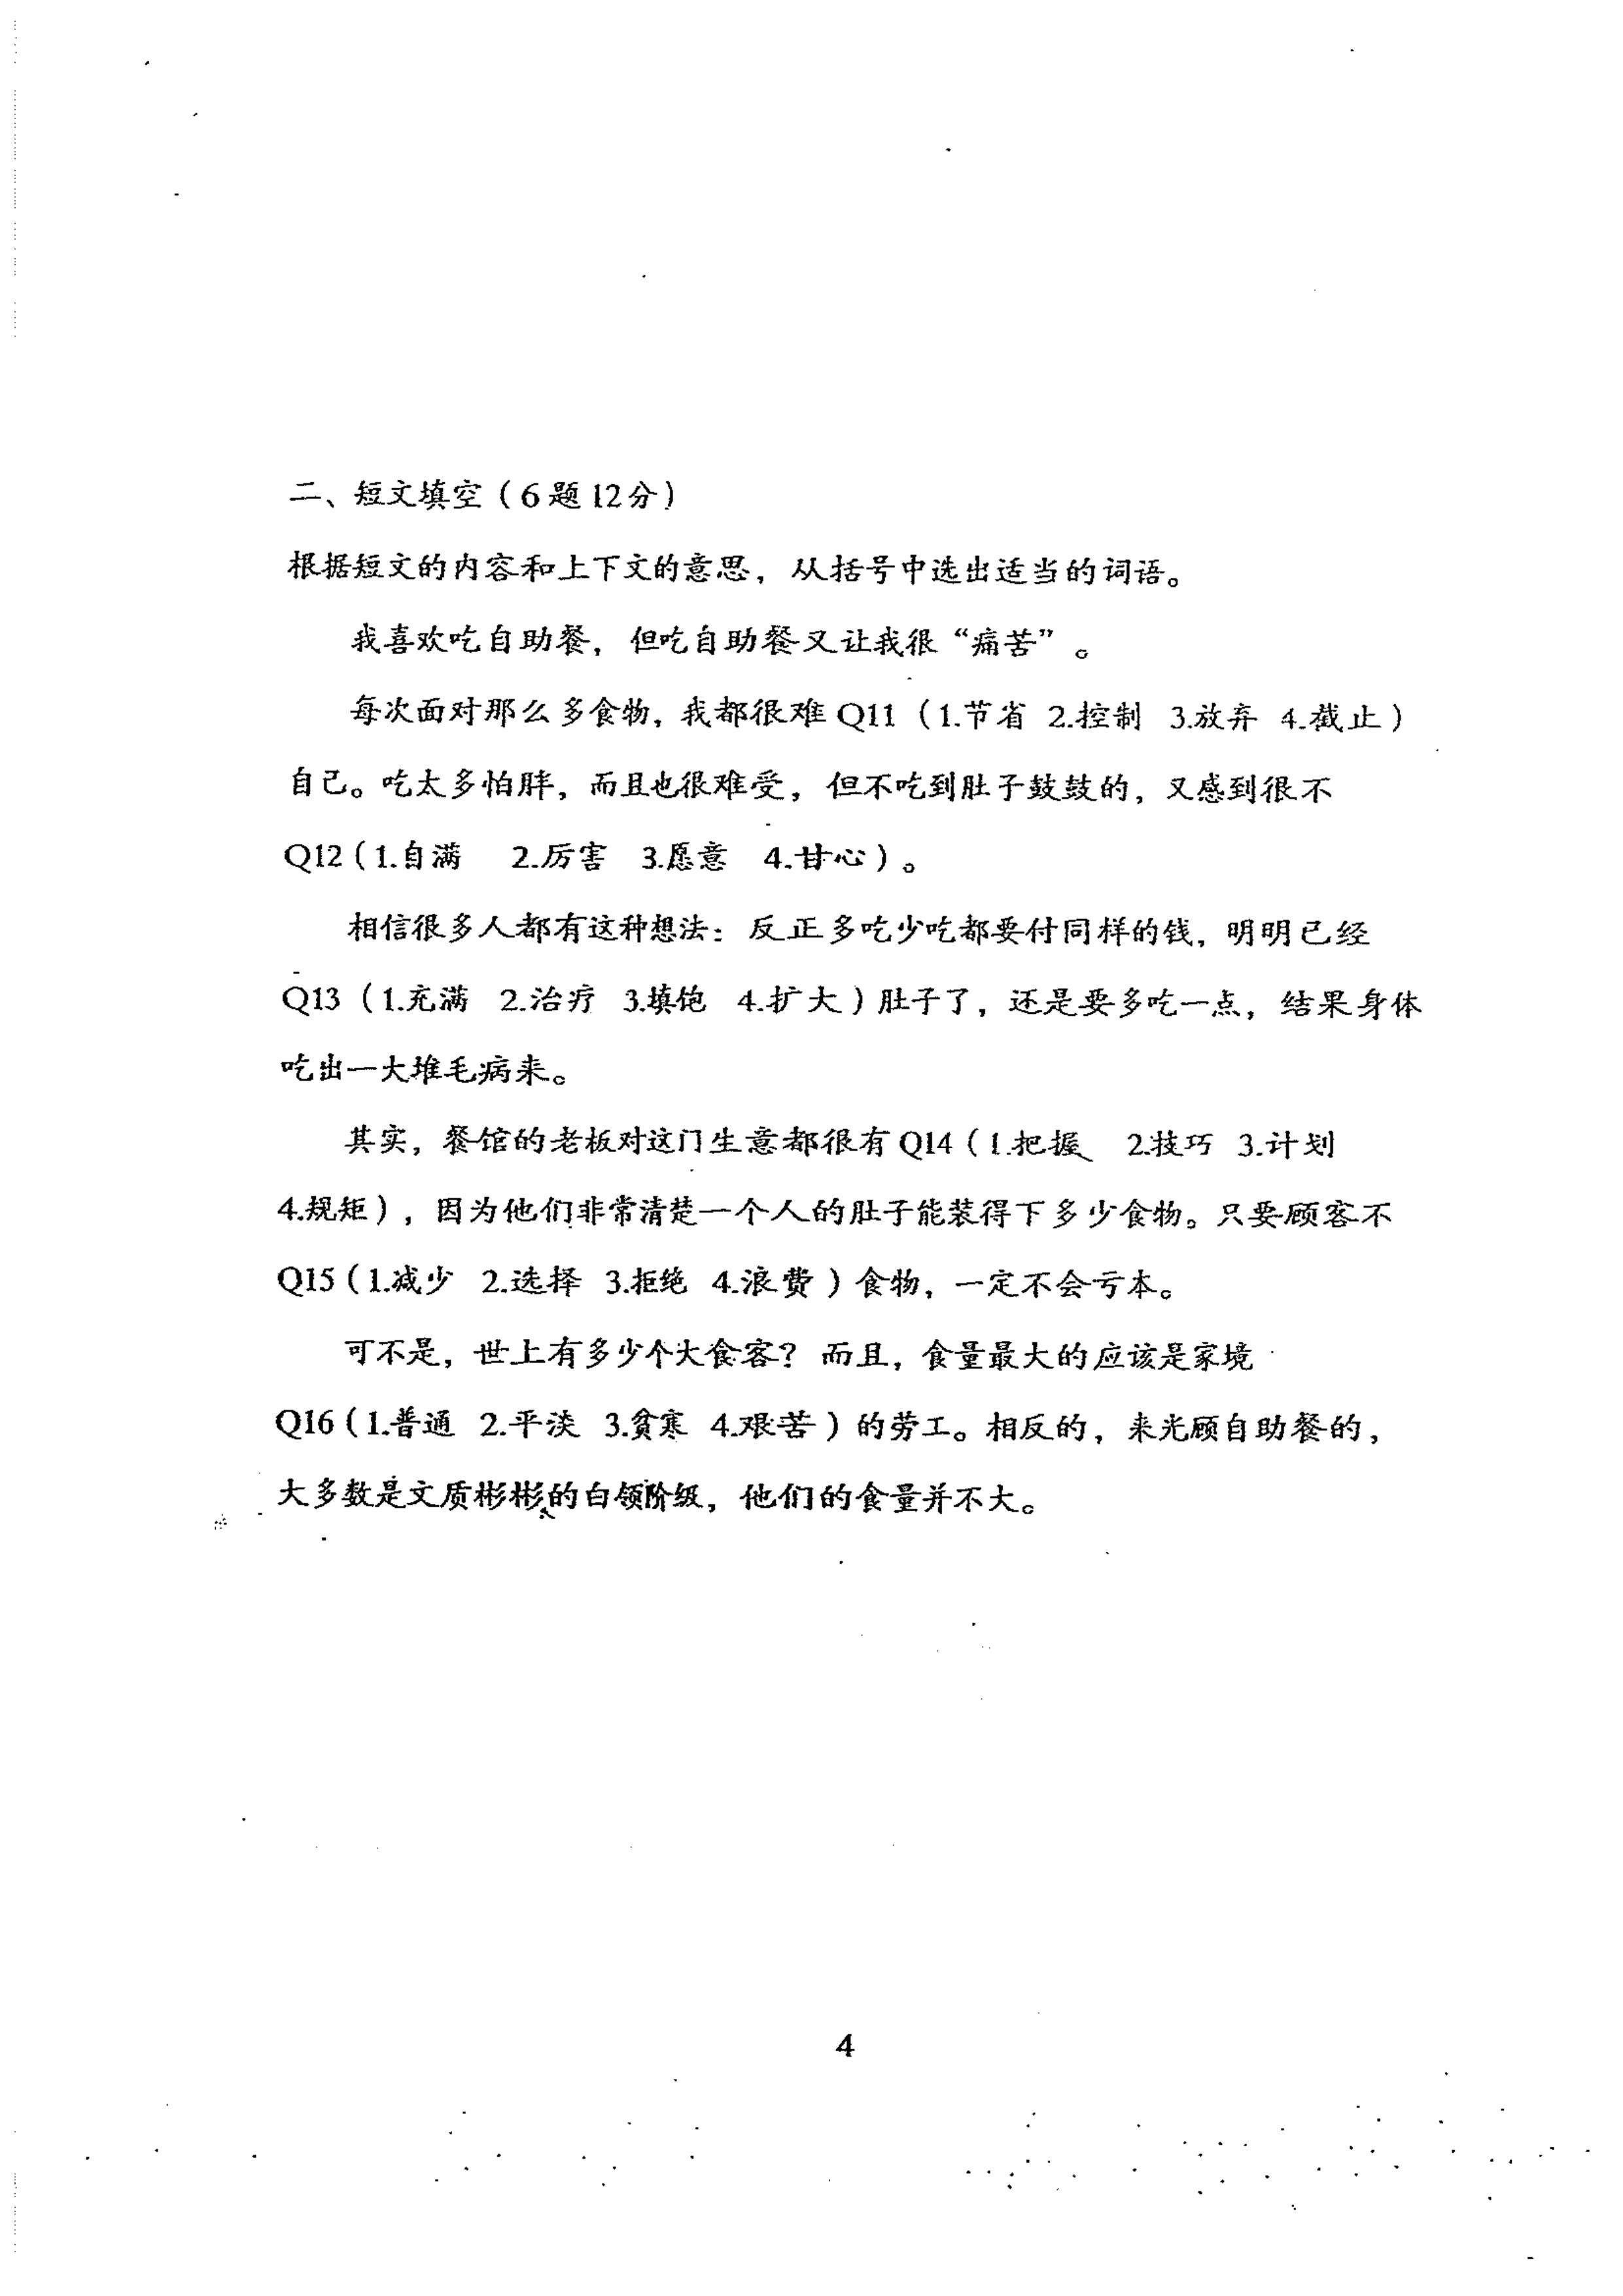 二、短文填空（6题12分）
根据短文的内容和上下文的意思，从括号中选出适当的词语。
我喜欢吃自助餐，但吃自助餐又让我很“痛苦”。
每次面对那么多食物，我都很难Q11（1.节省 2.控制 3.放弃 4.截止）
自己。吃太多怕胖，而且也很难受，但不吃到肚子鼓鼓的，又感到很不
Q12（1.自满 2.厉害 3.愿意 4.甘心）。
相信很多人都有这种想法：反正多吃少吃都要付同样的钱，明明已经
Q13（1.充满 2.治疗 3.填饱 4.扩大）肚子了，还是要多吃一点，结果身体
吃出一大堆毛病来。
其实，餐馆的老板对这门生意都很有Q14（1.把握 2.技巧 3.计划
4.规矩），因为他们非常清楚一个人的肚子能装得下多少食物。只要顾客不
Q15（1.减少 2.选择 3.拒绝 4.浪费）食物，一定不会亏本。
可不是，世上有多少个大食客？而且，食量最大的应该是家境
Q16（1.普通 2.平淡 3.贫寒 4.艰苦）的劳工。相反的，来光顾自助餐的，
大多数是文质彬彬的白领阶级，他们的食量并不大。
4